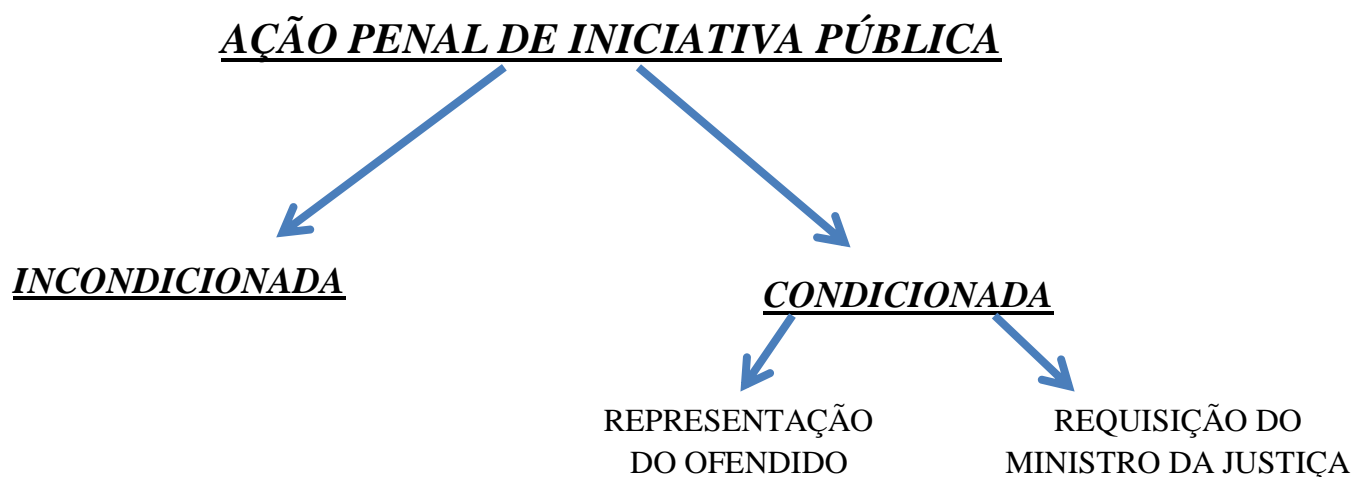 AÇÃO PENAL DE INICIATIVA PÚBLICA
INCONDICIONADA
CONDICIONADA
REPRESENTAÇÃO
DO OFENDIDO
REQUISIÇÃO DO
MINISTRO DA JUSTIÇA